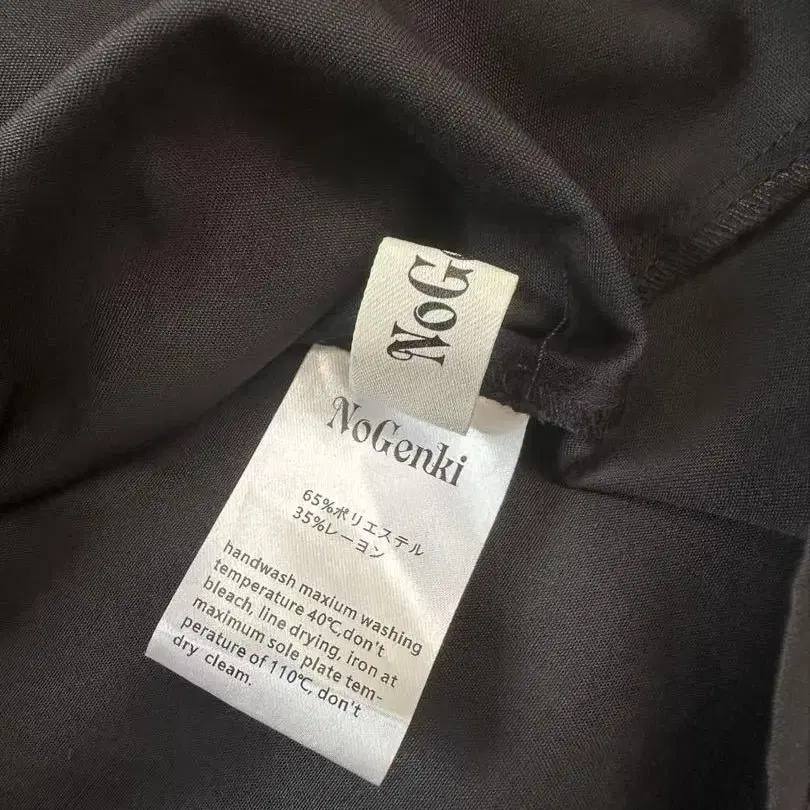 NoG
NoGenki
65%ポリエステル
35%レーヨン
handwash maxium washing
temperature 40℃,don't
bleach, line drying, iron at
maximum sole plate tem-
perature of 110℃, don't
dry cleam.